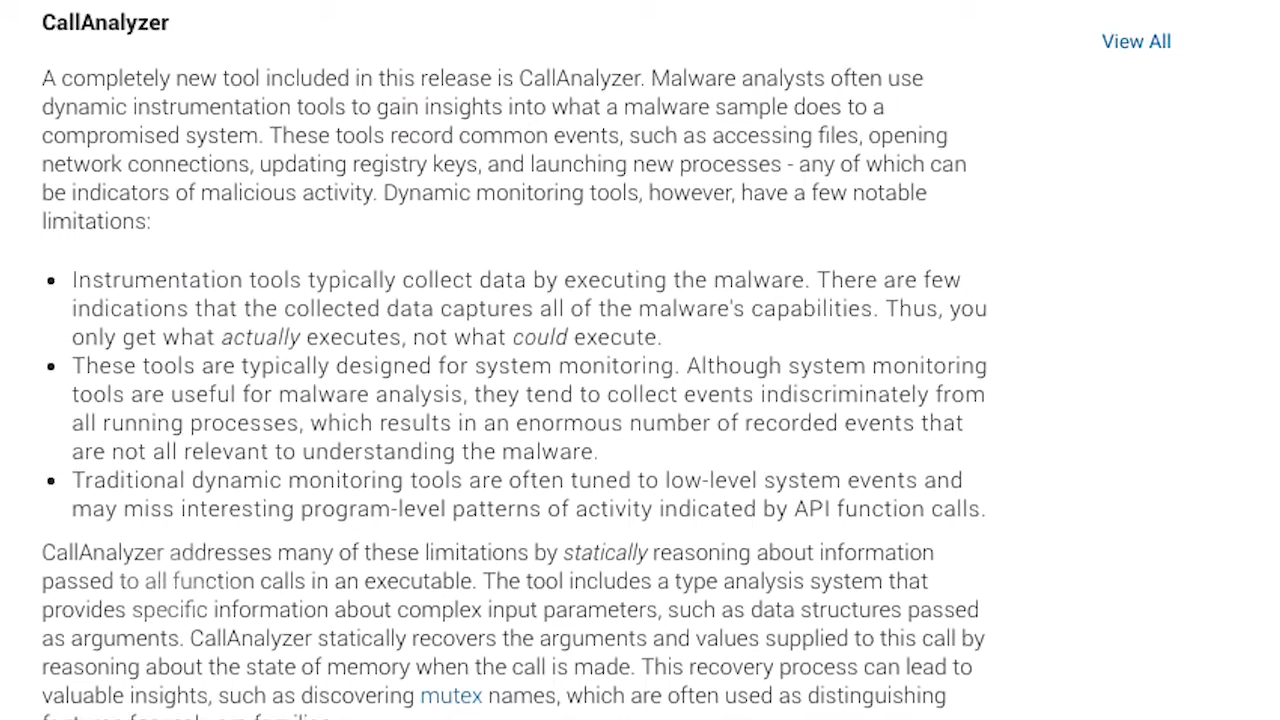 CallAnalyzer
View All
A completely new tool included in this release is CallAnalyzer. Malware analysts often use
dynamic instrumentation tools to gain insights into what a malware sample does to a
compromised system. These tools record common events, such as accessing files, opening
network connections, updating registry keys, and launching new processes - any of which can
be indicators of malicious activity. Dynamic monitoring tools, however, have a few notable
limitations:
• Instrumentation tools typically collect data by executing the malware. There are few
indications that the collected data captures all of the malware's capabilities. Thus, you
only get what actually executes, not what could execute.
• These tools are typically designed for system monitoring. Although system monitoring
tools are useful for malware analysis, they tend to collect events indiscriminately from
all running processes, which results in an enormous number of recorded events that
are not all relevant to understanding the malware.
• Traditional dynamic monitoring tools are often tuned to low-level system events and
may miss interesting program-level patterns of activity indicated by API function calls.
CallAnalyzer addresses many of these limitations by statically reasoning about information
passed to all function calls in an executable. The tool includes a type analysis system that
provides specific information about complex input parameters, such as data structures passed
as arguments. CallAnalyzer statically recovers the arguments and values supplied to this call by
reasoning about the state of memory when the call is made. This recovery process can lead to
valuable insights, such as discovering mutex names, which are often used as distinguishing